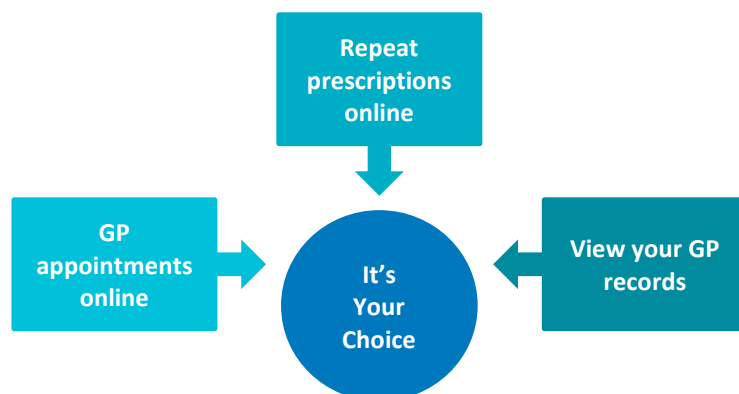 Repeat
prescriptions
online
GP
appointments
online
It’s
Your
Choice
View your GP
records